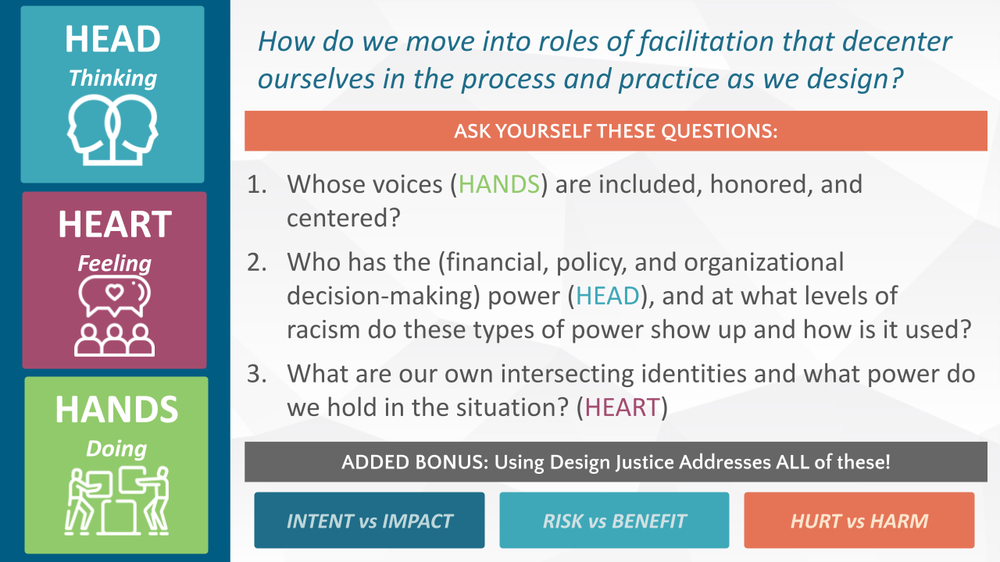 HEAD
Thinking
HEART
Feeling
HANDS
Doing
How do we move into roles of facilitation that decenter
ourselves in the process and practice as we design?
ASK YOURSELF THESE QUESTIONS:
1. Whose voices (HANDS) are included, honored, and
centered?
2. Who has the (financial, policy, and organizational
decision-making) power (HEAD), and at what levels of
racism do these types of power show up and how is it used?
3. What are our own intersecting identities and what power do
we hold in the situation? (HEART)
ADDED BONUS: Using Design Justice Addresses ALL of these!
INTENT vs IMPACT
RISK vs BENEFIT
HURT vs HARM